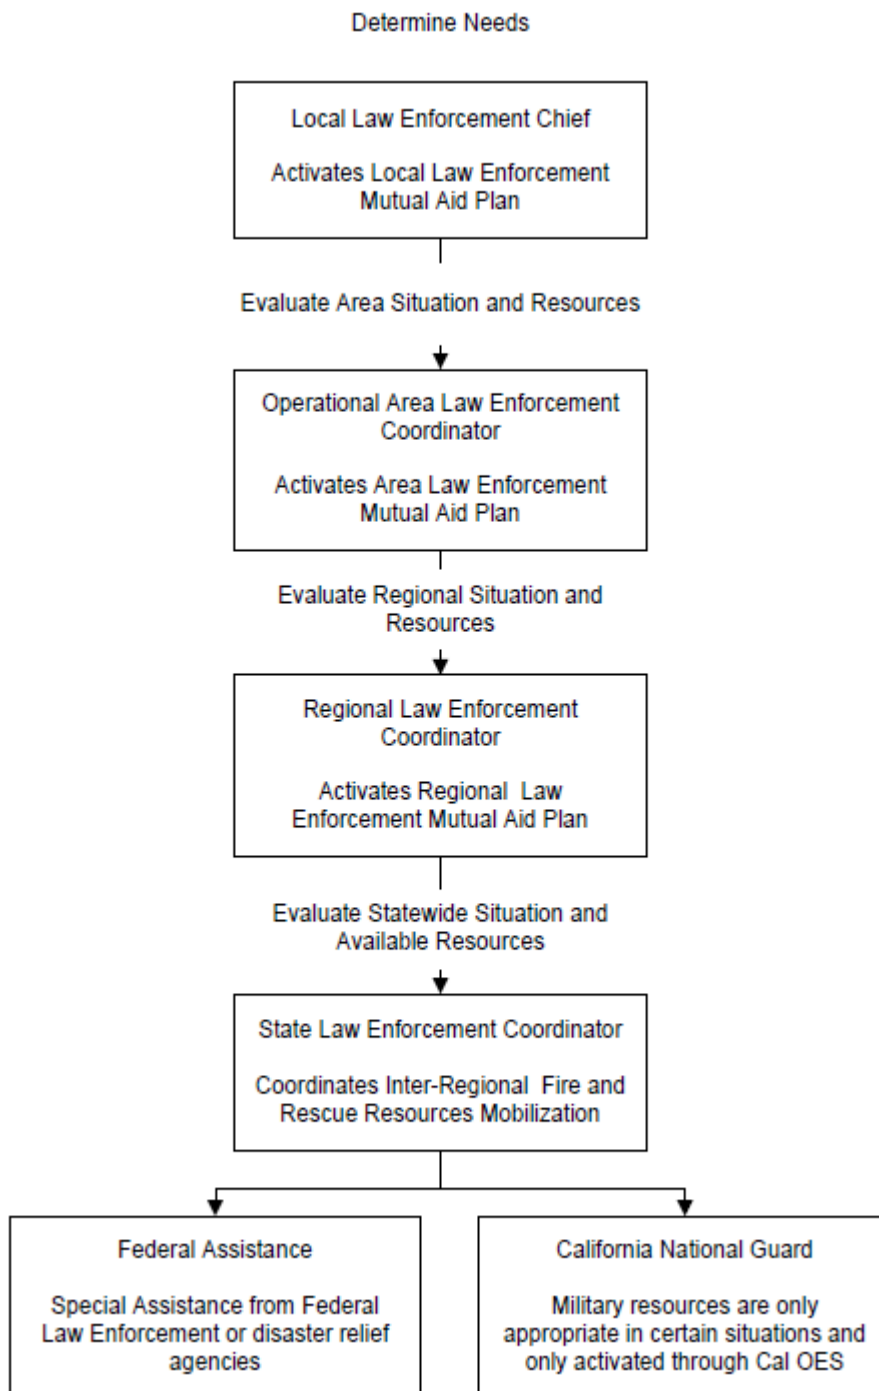 Determine Needs
Local Law Enforcement Chief
Activates Local Law Enforcement
Mutual Aid Plan
Evaluate Area Situation and Resources
Operational Area Law Enforcement
Coordinator
Activates Area Law Enforcement
Mutual Aid Plan
Evaluate Regional Situation and
Resources
Regional Law Enforcement
Coordinator
Activates Regional Law
Enforcement Mutual Aid Plan
Evaluate Statewide Situation and
Available Resources
State Law Enforcement Coordinator
Coordinates Inter-Regional Fire and
Rescue Resources Mobilization
Federal Assistance
Special Assistance from Federal
Law Enforcement or disaster relief
agencies
California National Guard
Military resources are only
appropriate in certain situations and
only activated through Cal OES